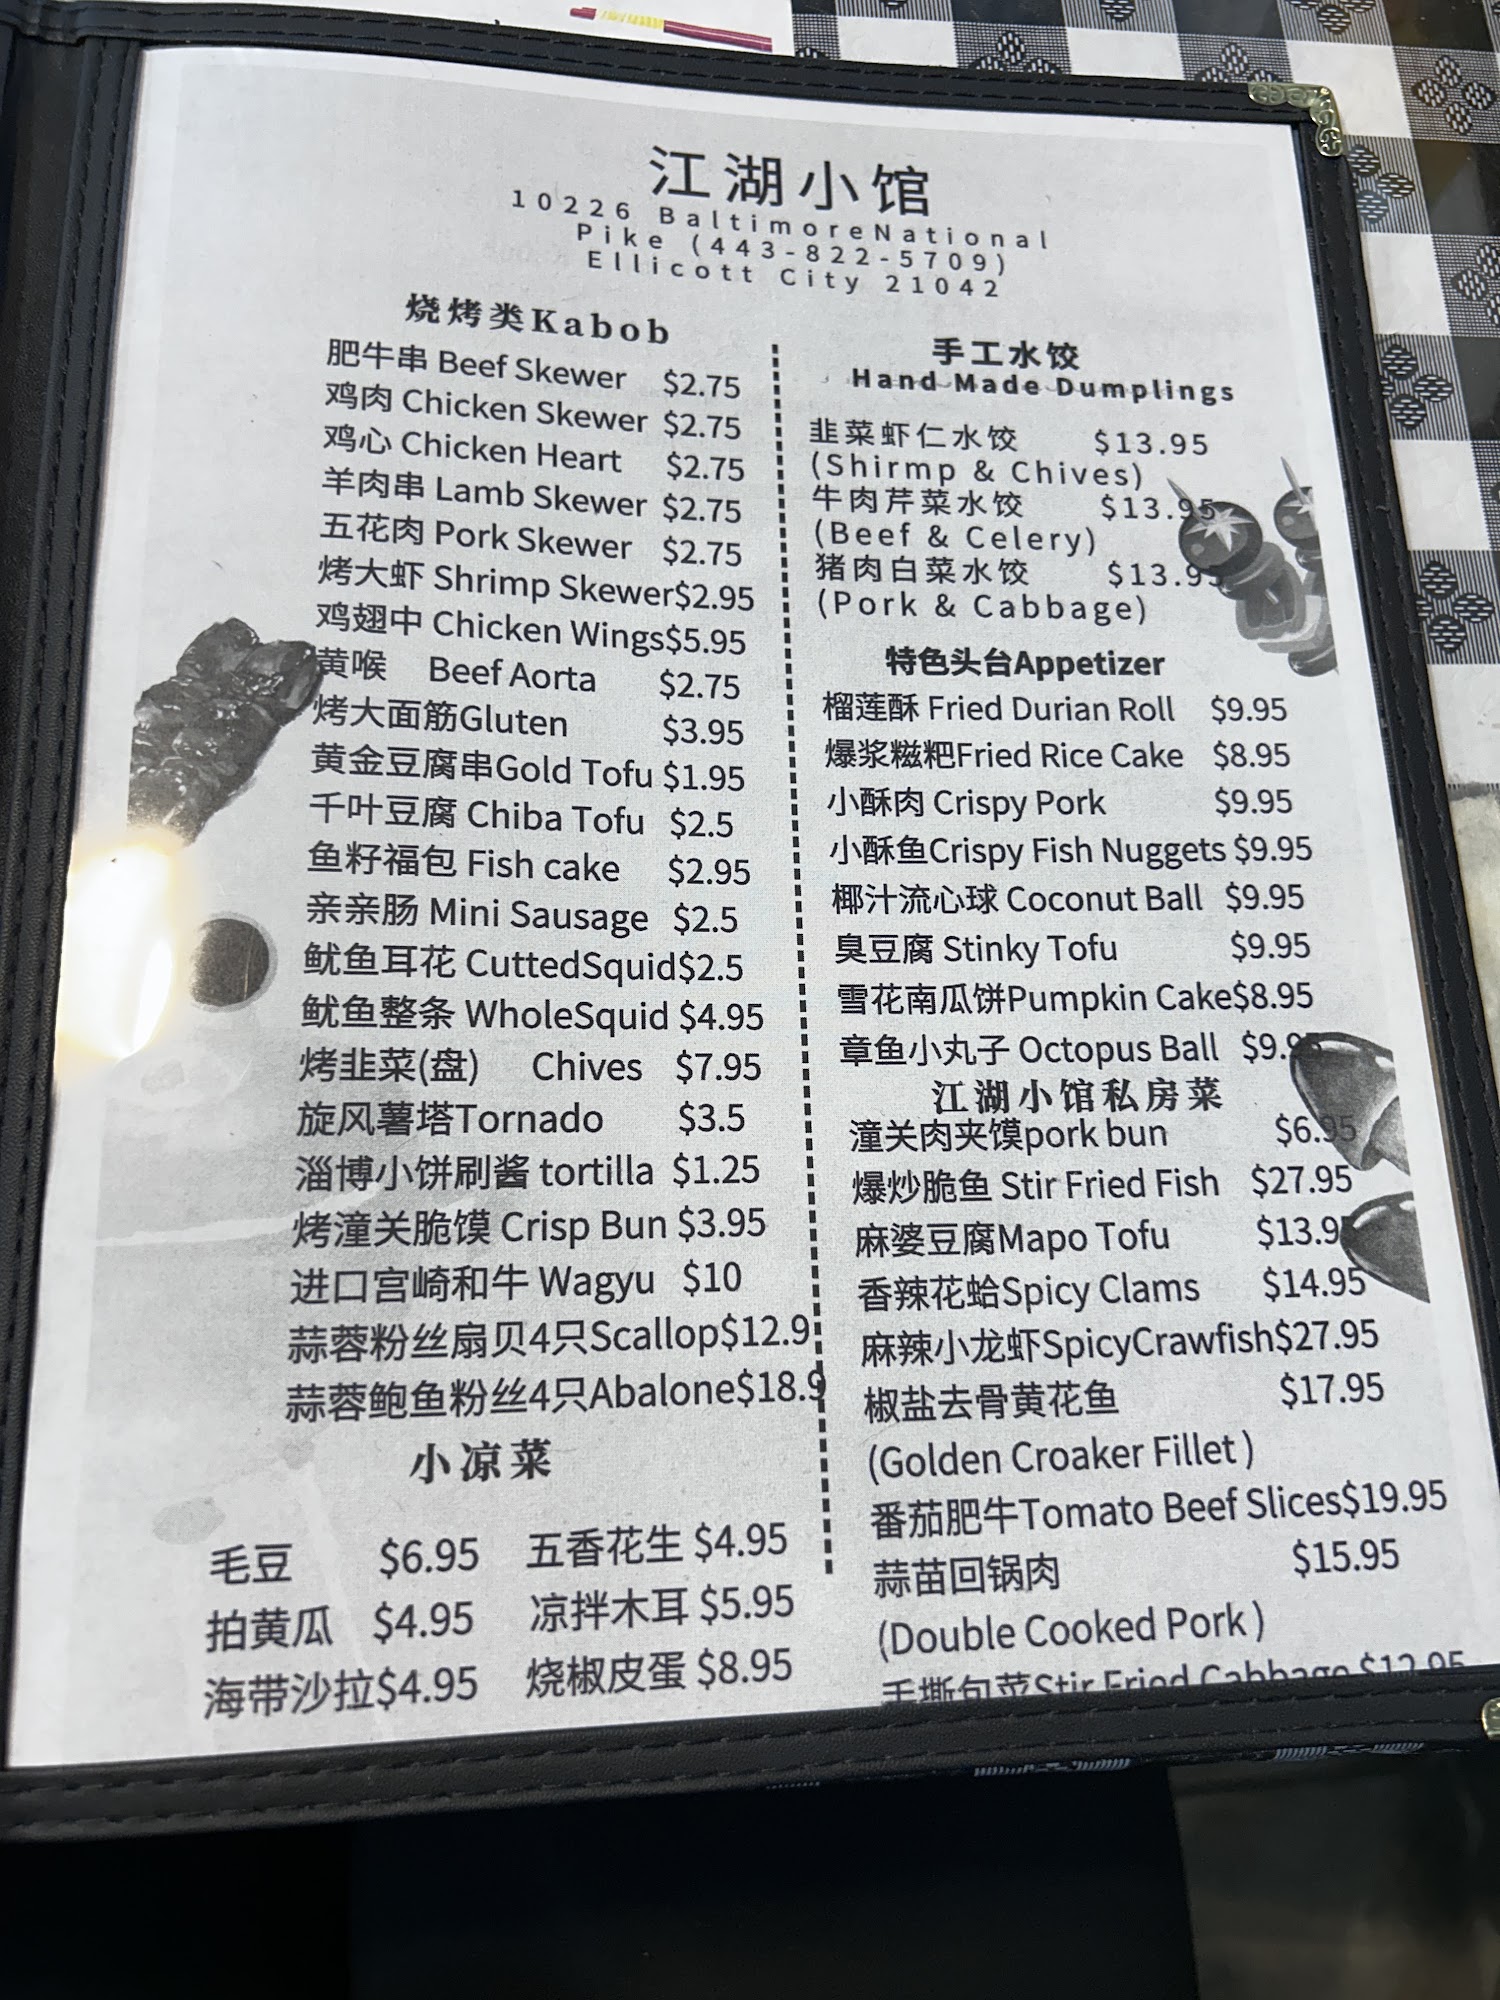 江湖小馆
10226 BaltimoreNational
Pike (443-822-5709)
Ellicott City 21042
烧烤类Kabob
肥牛串 Beef Skewer $2.75
鸡肉 Chicken Skewer $2.75
鸡心 Chicken Heart $2.75
羊肉串 Lamb Skewer $2.75
五花肉 Pork Skewer $2.75
烤大虾 Shrimp Skewer$2.95
鸡翅中 Chicken Wings$5.95
黄喉 Beef Aorta $2.75
烤大面筋Gluten $3.95
黄金豆腐串Gold Tofu $1.95
千叶豆腐 Chiba Tofu $2.5
鱼籽福包 Fish cake $2.95
亲亲肠 Mini Sausage $2.5
鱿鱼耳花 CuttedSquid$2.5
鱿鱼整条 WholeSquid $4.95
烤韭菜(盘) Chives $7.95
旋风薯塔Tornado $3.5
淄博小饼刷酱 tortilla $1.25
烤潼关脆馍 Crisp Bun $3.95
进口宫崎和牛 Wagyu $10
蒜蓉粉丝扇贝4只Scallop$12.9
蒜蓉鲍鱼粉丝4只Abalone$18.9
小凉菜
毛豆 $6.95 五香花生 $4.95
拍黄瓜 $4.95 凉拌木耳 $5.95
海带沙拉$4.95 烧椒皮蛋 $8.95
手工水饺
Hand Made Dumplings
韭菜虾仁水饺 $13.95
(Shirmp & Chives)
牛肉芹菜水饺 $13.95
(Beef & Celery)
猪肉白菜水饺 $13.95
(Pork & Cabbage)
特色头台Appetizer
榴莲酥 Fried Durian Roll $9.95
爆浆糍粑Fried Rice Cake $8.95
小酥肉 Crispy Pork $9.95
小酥鱼Crispy Fish Nuggets $9.95
椰汁流心球 Coconut Ball $9.95
臭豆腐 Stinky Tofu $9.95
雪花南瓜饼Pumpkin Cake$8.95
章鱼小丸子 Octopus Ball $9.95
江湖小馆私房菜
潼关肉夹馍pork bun $6.95
爆炒脆鱼 Stir Fried Fish $27.95
麻婆豆腐Mapo Tofu $13.9
香辣花蛤Spicy Clams $14.95
麻辣小龙虾SpicyCrawfish$27.95
椒盐去骨黄花鱼 $17.95
(Golden Croaker Fillet )
番茄肥牛Tomato Beef Slices$19.95
蒜苗回锅肉 $15.95
(Double Cooked Pork )
手撕包菜Stir Fried Cabbage $12.95